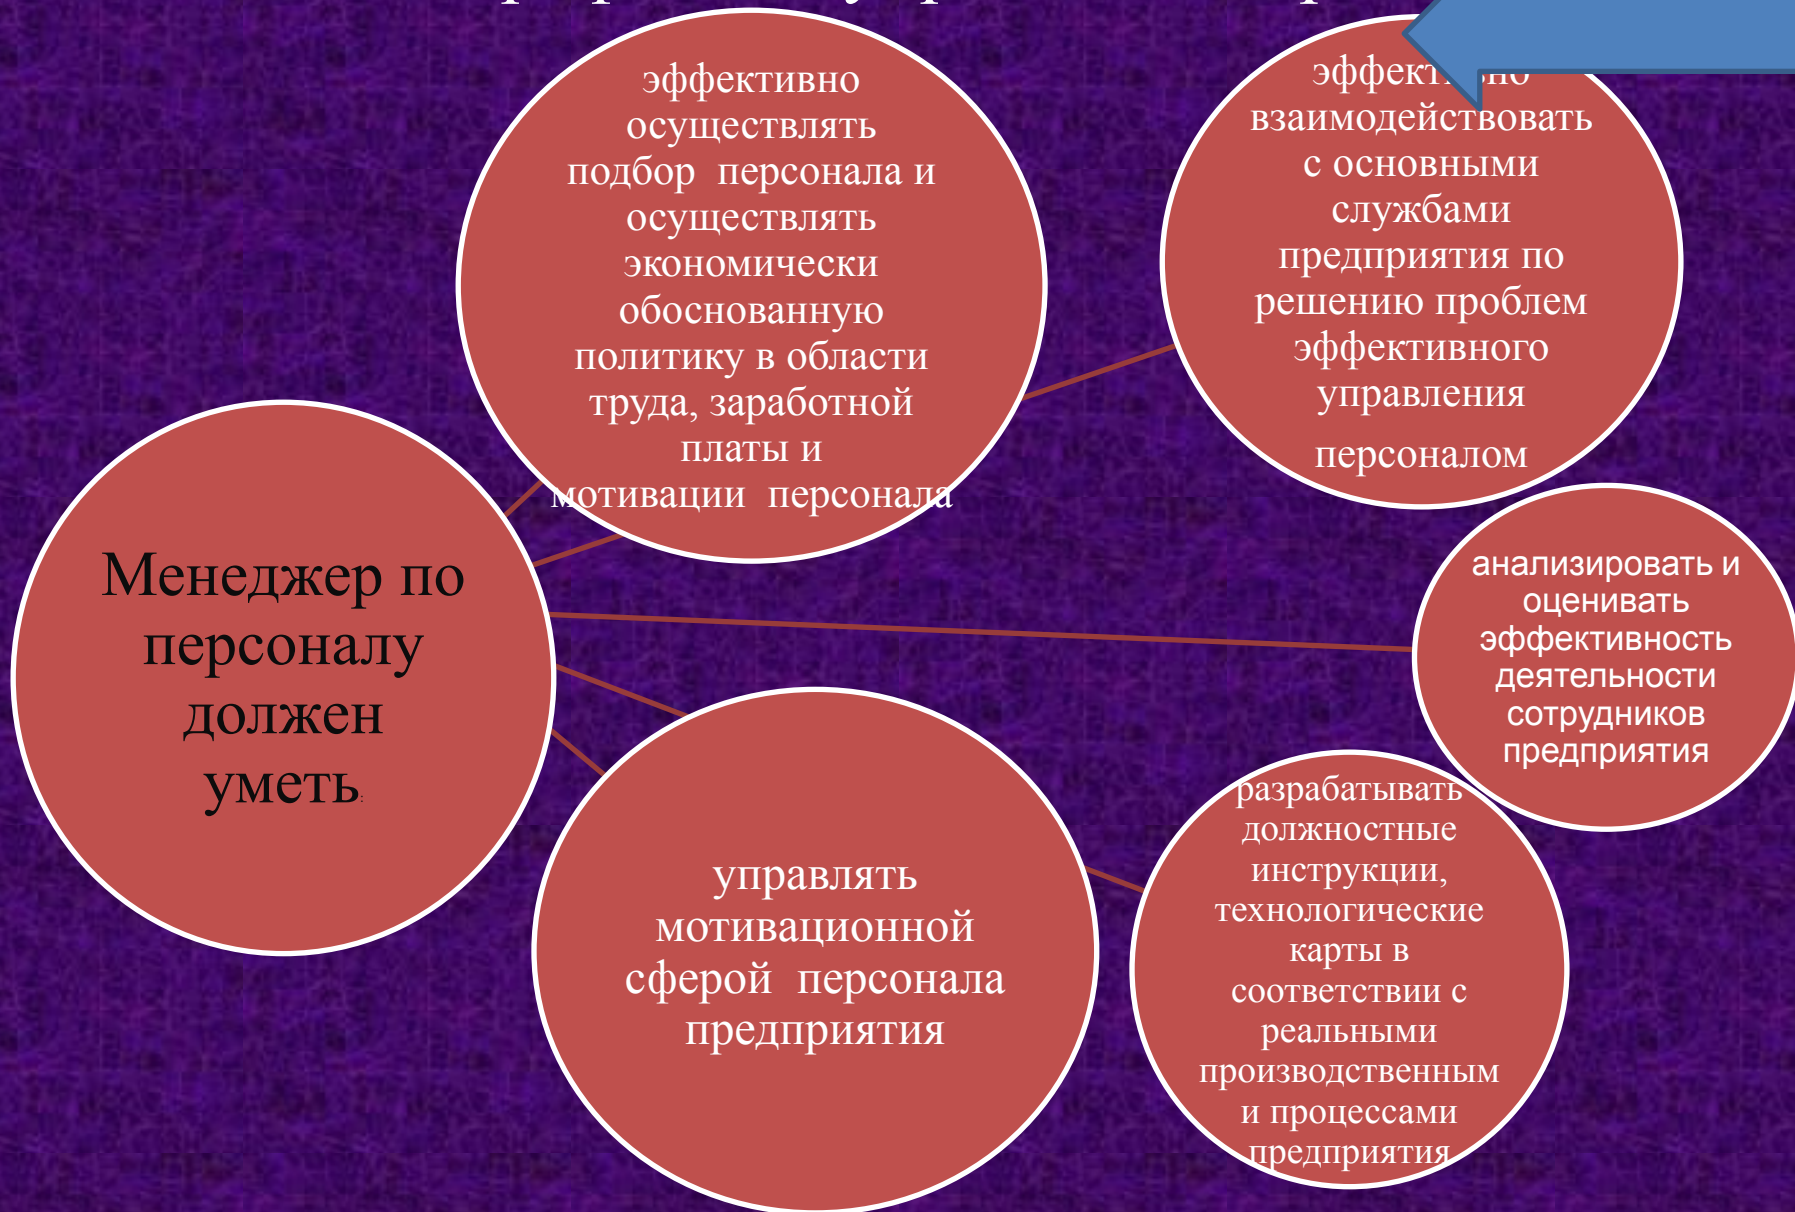 эффективно
осуществлять
подбор персонала и
осуществлять
экономически
обоснованную
политику в области
труда, заработной
платы и
мотивации персонала
взаимодействовать
с основными
службами
предприятия по
решению проблем
эффективного
управления
персоналом
Менеджер по
персоналу
должен
уметь:
анализировать и
оценивать
эффективность
деятельности
сотрудников
предприятия
управлять
мотивационной
сферой персонала
предприятия
разрабатывать
должностные
инструкции,
технологические
карты в
соответствии с
реальными
производственным
и процессами
предприятия